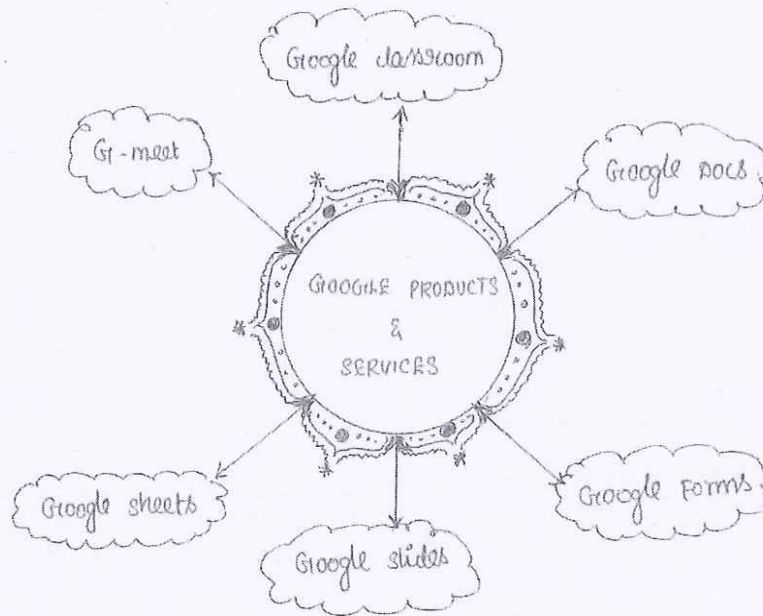 Google classroom
G-meet
Google Docs
GOOGLE PRODUCTS
&
SERVICES
Google sheets
Google Forms
Google slides